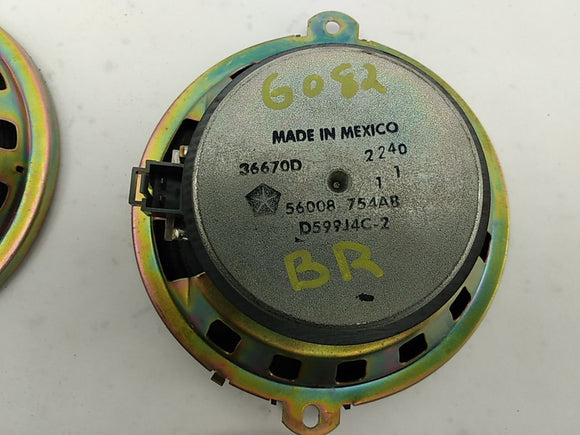 6082
MADE IN MEXICO
36670D 2240
1 1
56008 754AB
D599J4C-2
BR